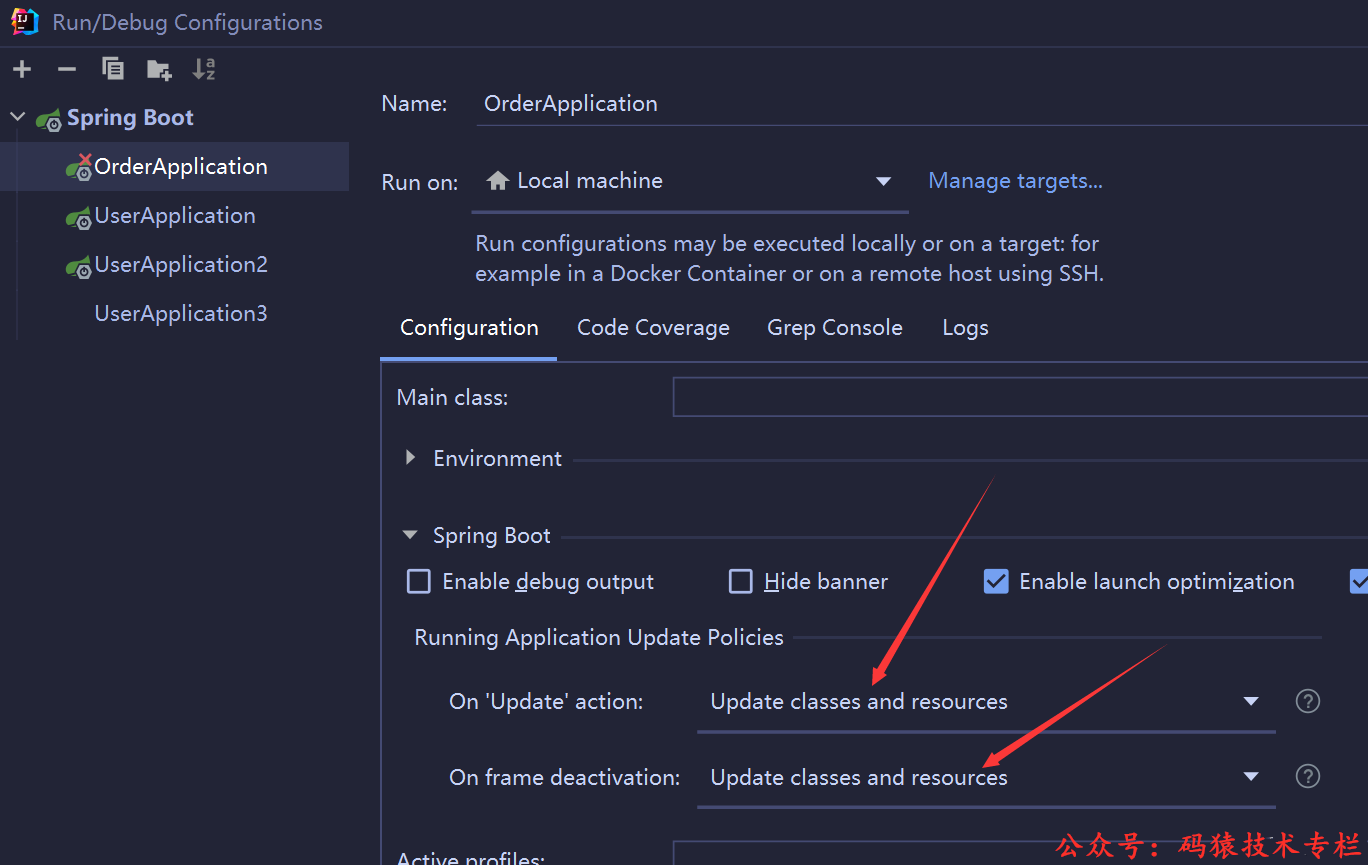 Run/Debug Configurations
Spring Boot
OrderApplication
UserApplication
UserApplication2
UserApplication3
Name: OrderApplication
Run on: Local machine Manage targets...
Run configurations may be executed locally or on a target: for
example in a Docker Container or on a remote host using SSH.
Configuration Code Coverage Grep Console Logs
Main class:
Environment
Spring Boot
Enable debug output Hide banner Enable launch optimization
Running Application Update Policies
On 'Update' action: Update classes and resources
On frame deactivation: Update classes and resources
Active profiles:
公众号：码猿技术专栏